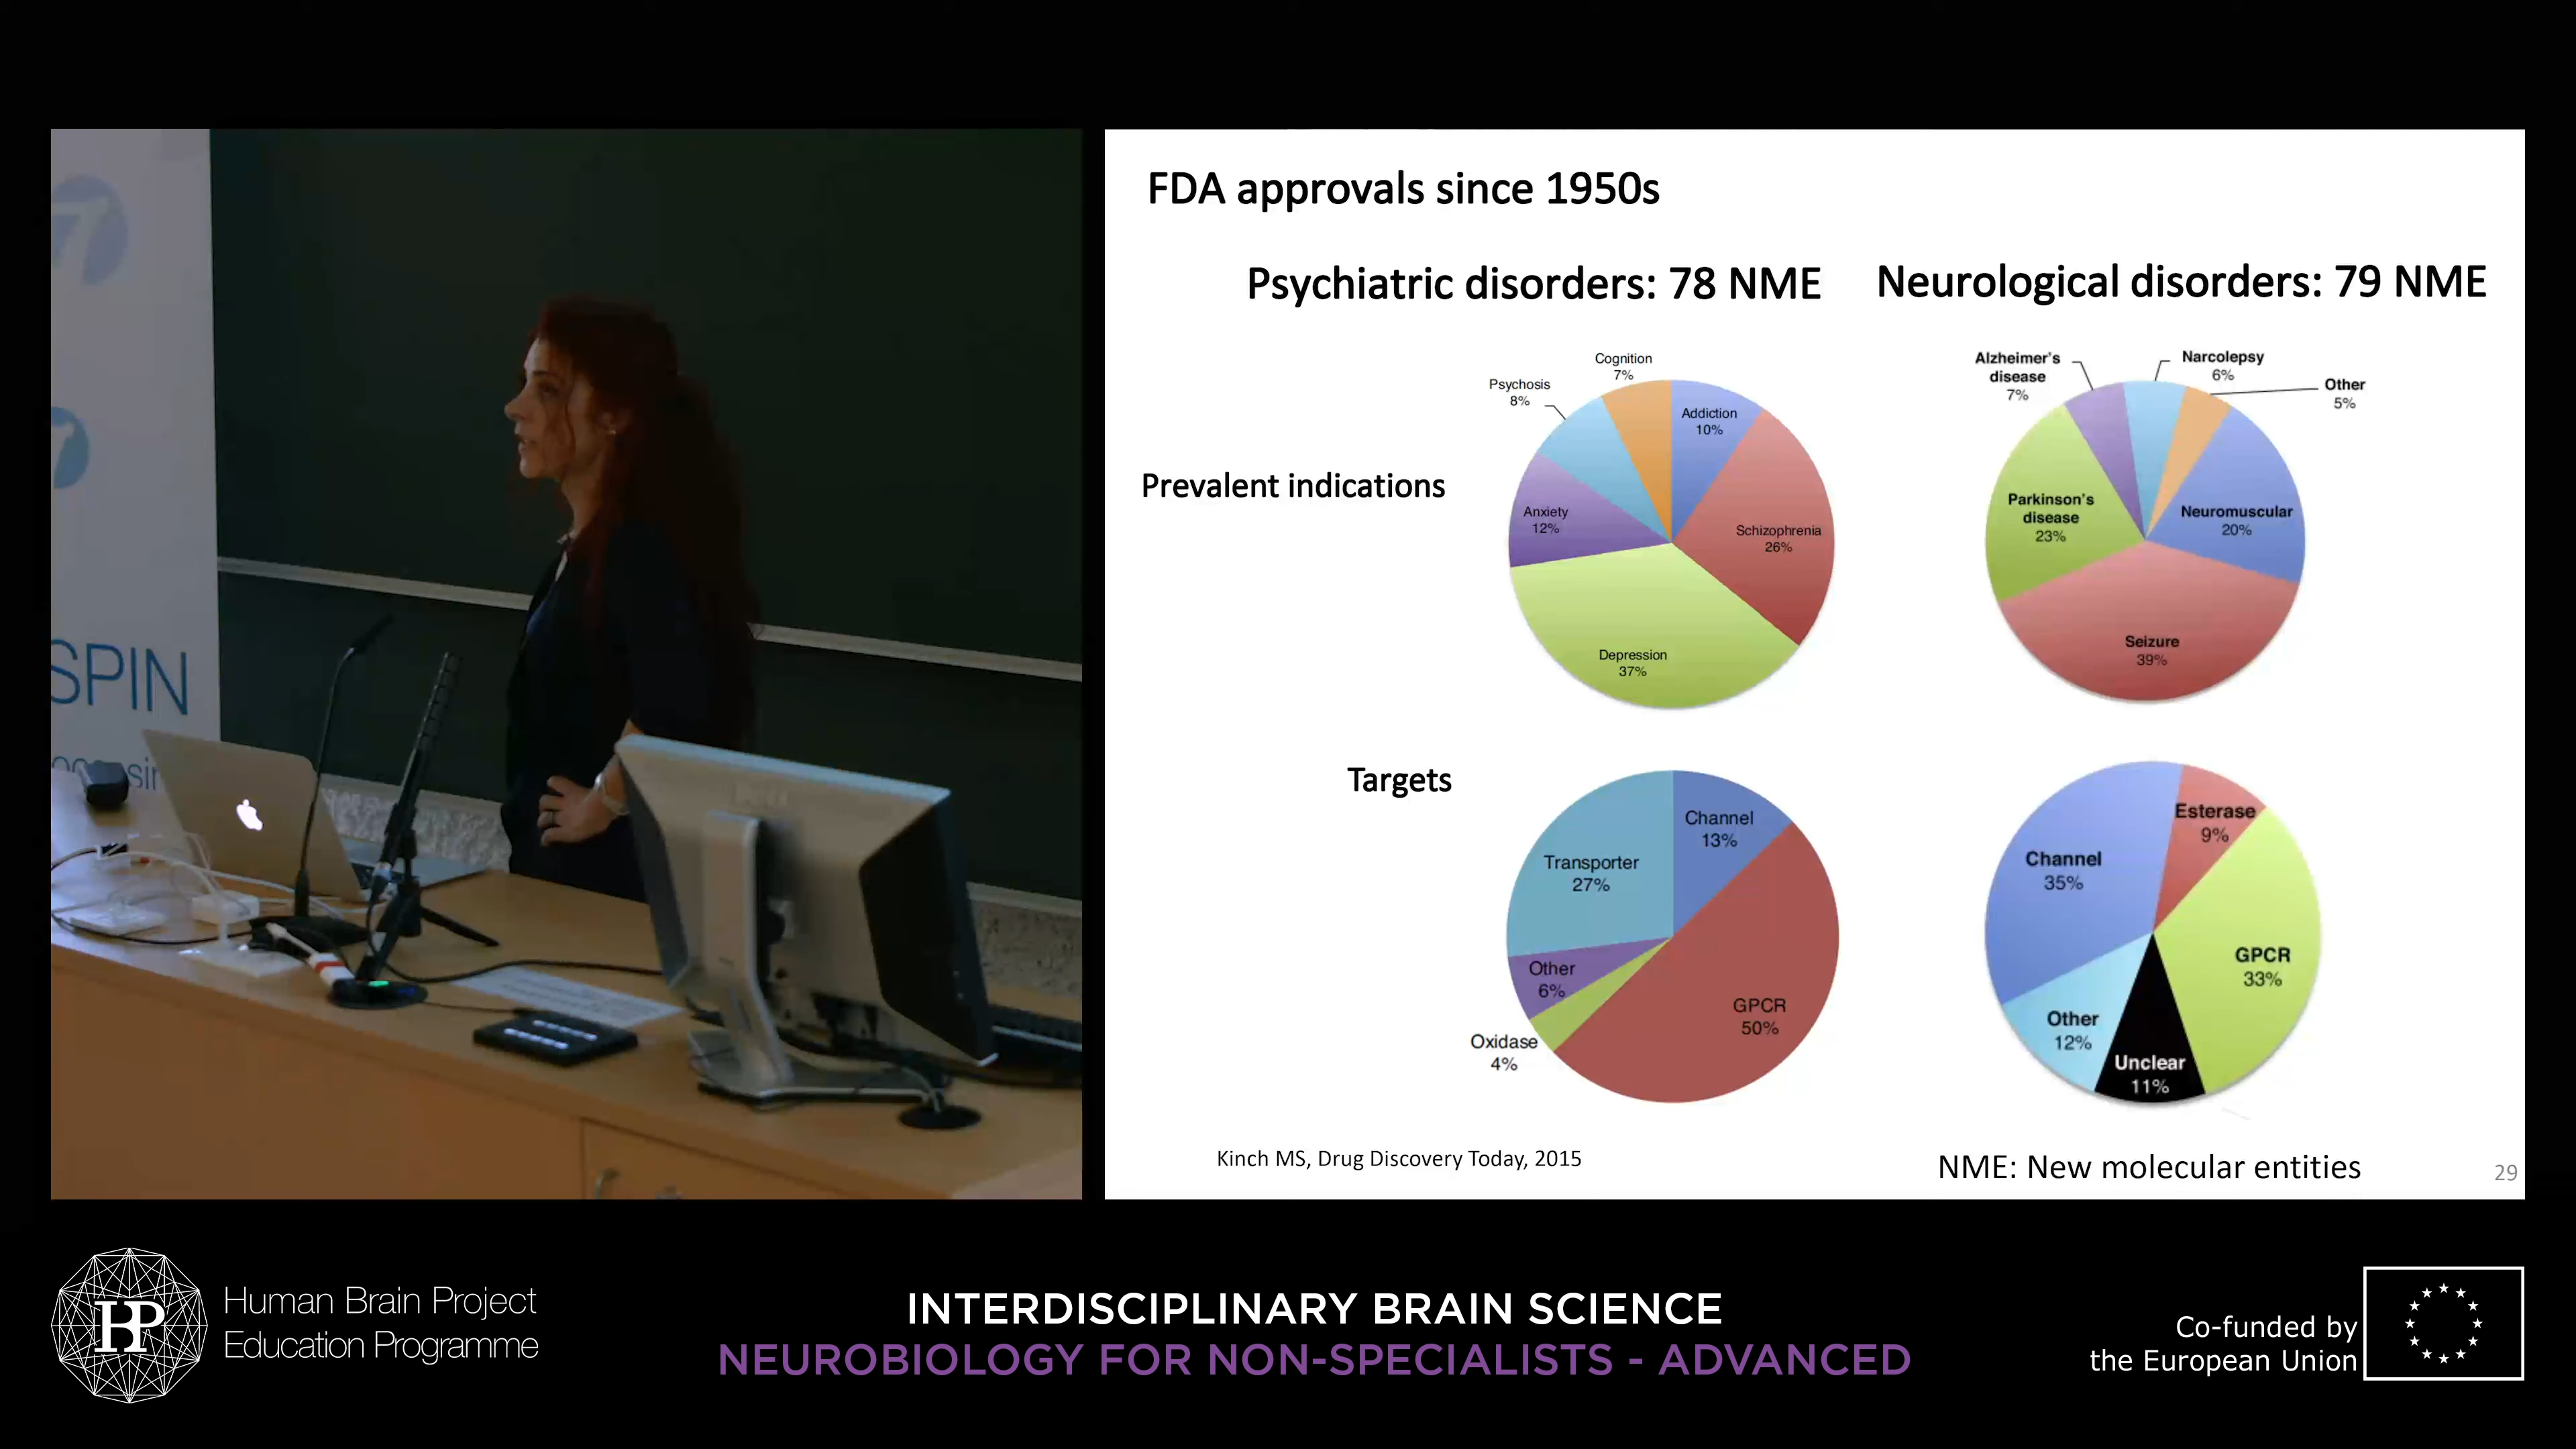 SPIN
FDA approvals since 1950s
Psychiatric disorders: 78 NME
Neurological disorders: 79 NME
Prevalent indications
Cognition
7%
Psychosis
8%
Addiction
10%
Anxiety
12%
Schizophrenia
26%
Depression
37%
Alzheimer's
disease
7%
Narcolepsy
6%
Other
5%
Parkinson's
disease
23%
Neuromuscular
20%
Seizure
39%
Targets
Channel
13%
Transporter
27%
Other
6%
GPCR
50%
Oxidase
4%
Esterase
9%
Channel
35%
GPCR
33%
Other
12%
Unclear
11%
Kinch MS, Drug Discovery Today, 2015
NME: New molecular entities
29
HBP
Human Brain Project
Education Programme
INTERDISCIPLINARY BRAIN SCIENCE
NEUROBIOLOGY FOR NON-SPECIALISTS - ADVANCED
Co-funded by
the European Union